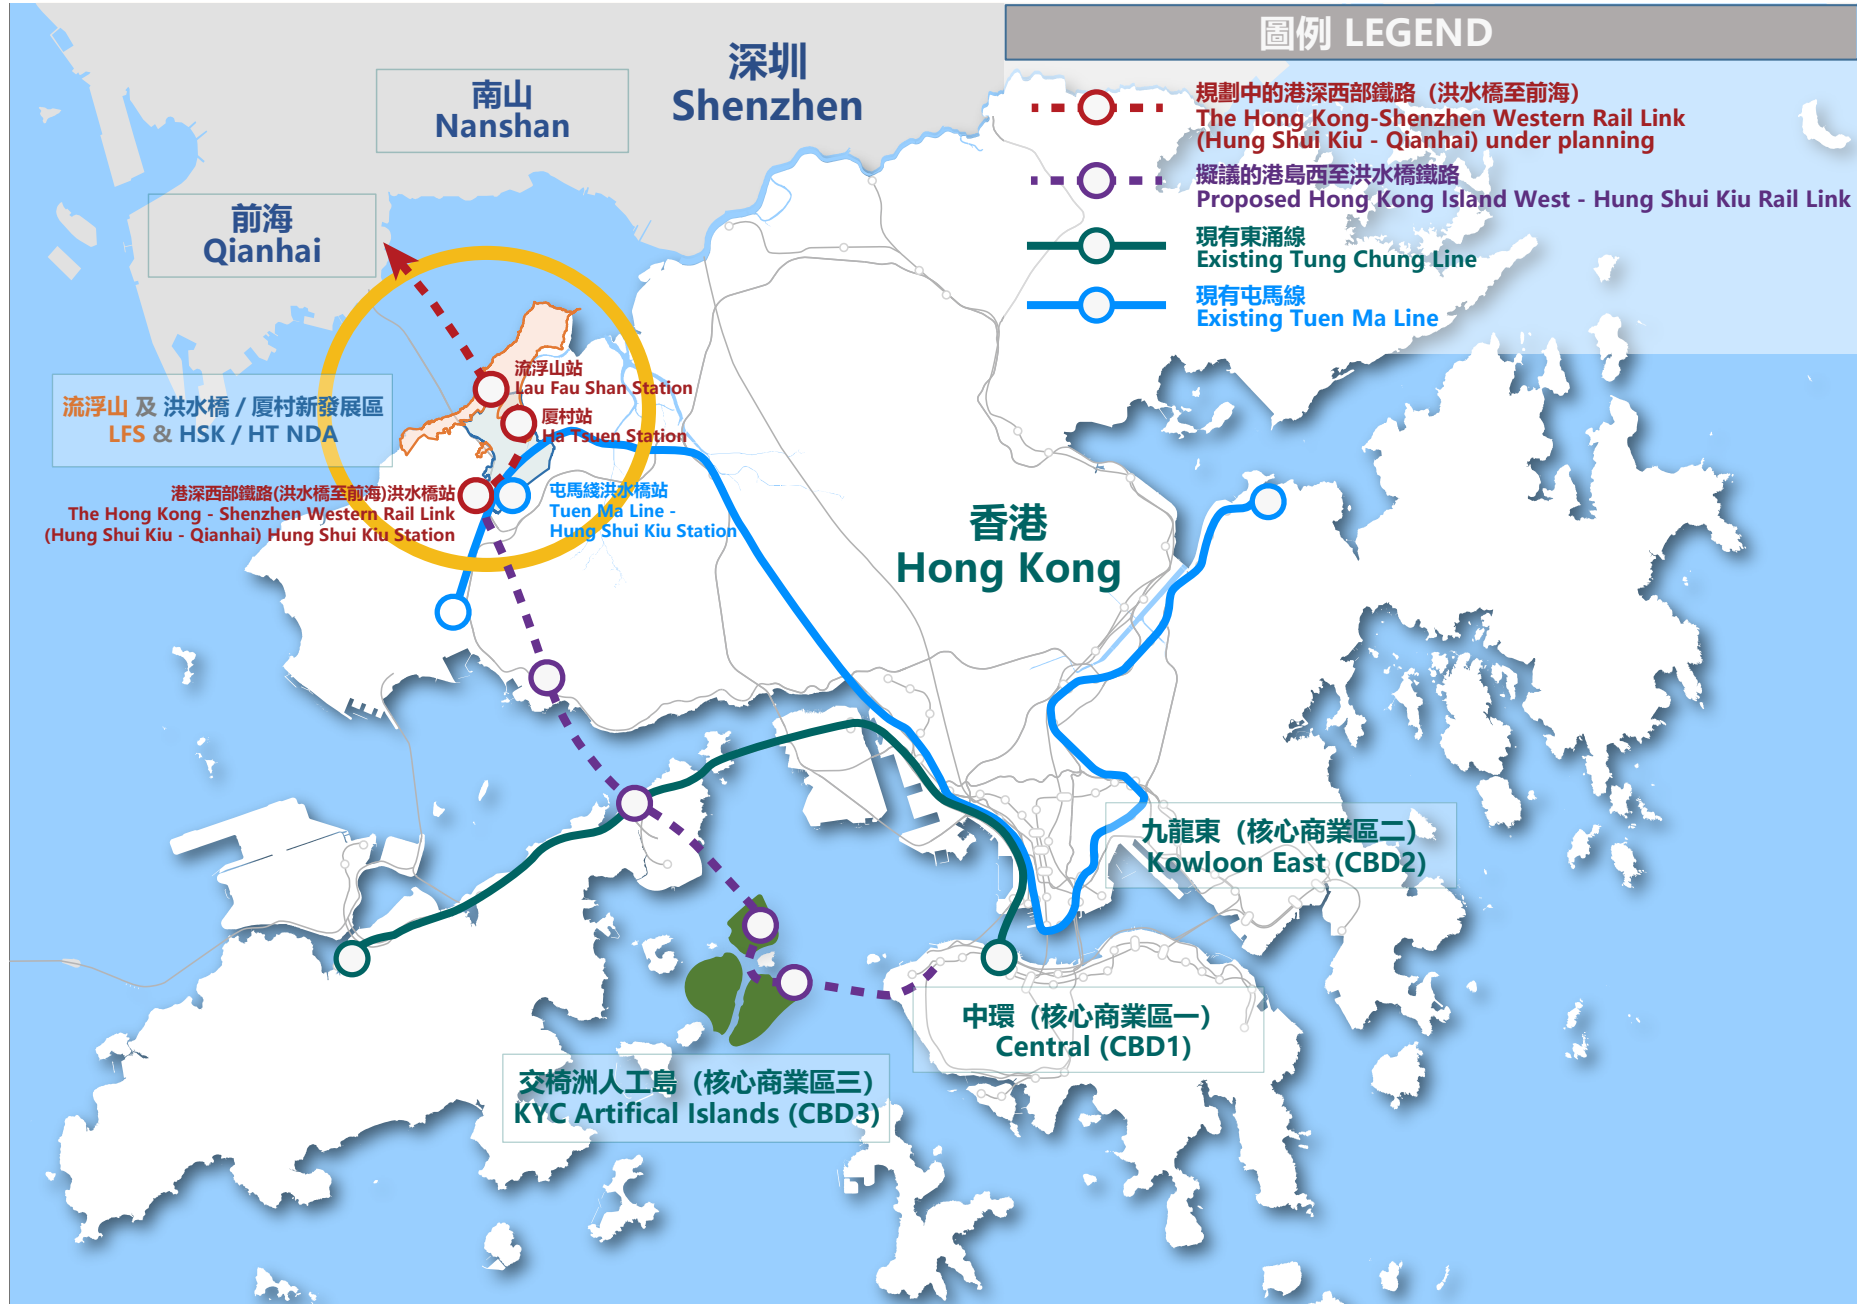 圖例 LEGEND
規劃中的港深西部鐵路（洪水橋至前海）
The Hong Kong-Shenzhen Western Rail Link
(Hung Shui Kiu - Qianhai) under planning
擬議的港島西至洪水橋鐵路
Proposed Hong Kong Island West - Hung Shui Kiu Rail Link
現有東涌線
Existing Tung Chung Line
現有屯馬線
Existing Tuen Ma Line
深圳
Shenzhen
南山
Nanshan
前海
Qianhai
流浮山站
Lau Fau Shan Station
厦村站
Ha Tsuen Station
流浮山 及 洪水橋 / 厦村新發展區
LFS & HSK / HT NDA
港深西部鐵路(洪水橋至前海)洪水橋站
The Hong Kong - Shenzhen Western Rail Link
(Hung Shui Kiu - Qianhai) Hung Shui Kiu Station
屯馬綫洪水橋站
Tuen Ma Line -
Hung Shui Kiu Station
香港
Hong Kong
九龍東（核心商業區二）
Kowloon East (CBD2)
中環（核心商業區一）
Central (CBD1)
交椅洲人工島（核心商業區三）
KYC Artifical Islands (CBD3)